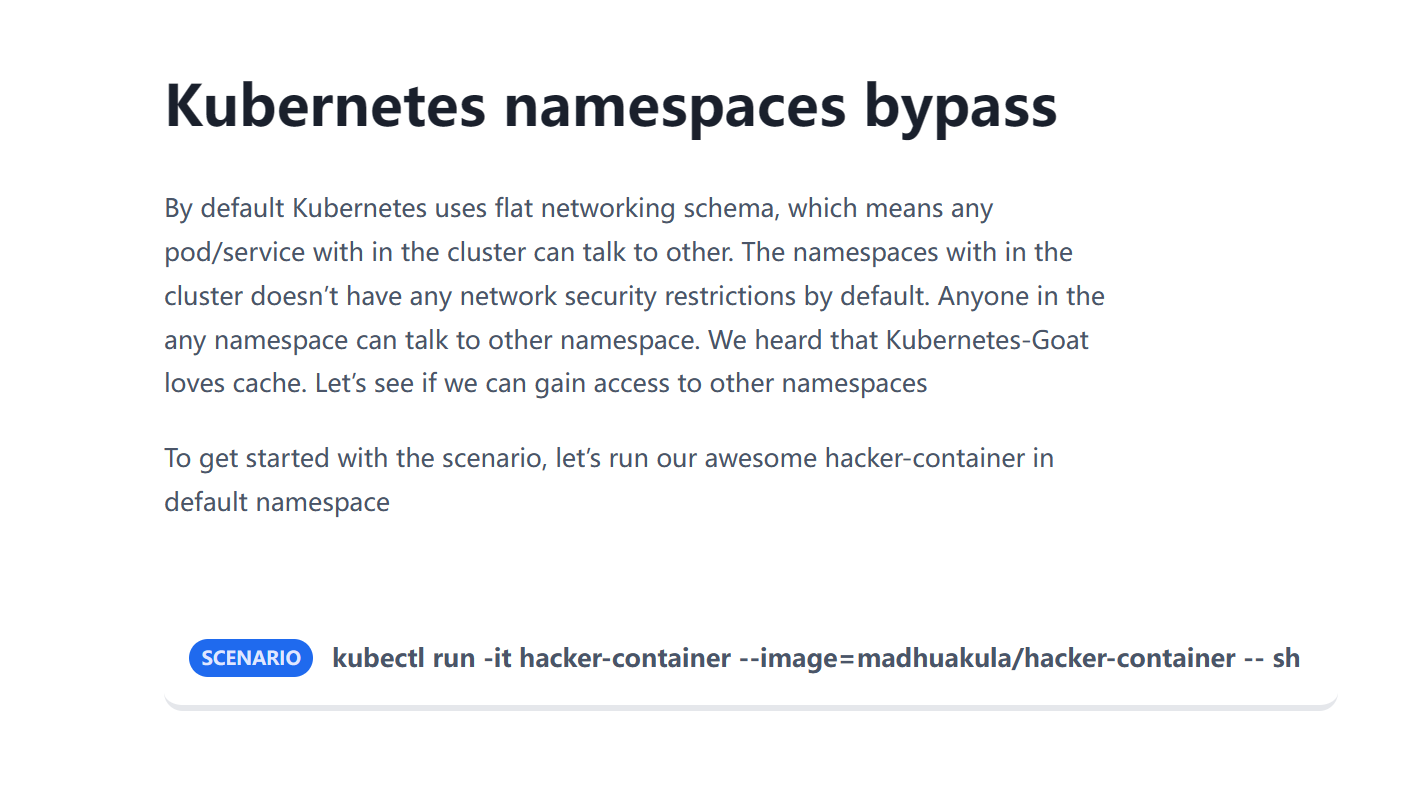 Kubernetes namespaces bypass
By default Kubernetes uses flat networking schema, which means any
pod/service with in the cluster can talk to other. The namespaces with in the
cluster doesn’t have any network security restrictions by default. Anyone in the
any namespace can talk to other namespace. We heard that Kubernetes-Goat
loves cache. Let’s see if we can gain access to other namespaces
To get started with the scenario, let’s run our awesome hacker-container in
default namespace
SCENARIO kubectl run -it hacker-container --image=madhuakula/hacker-container -- sh